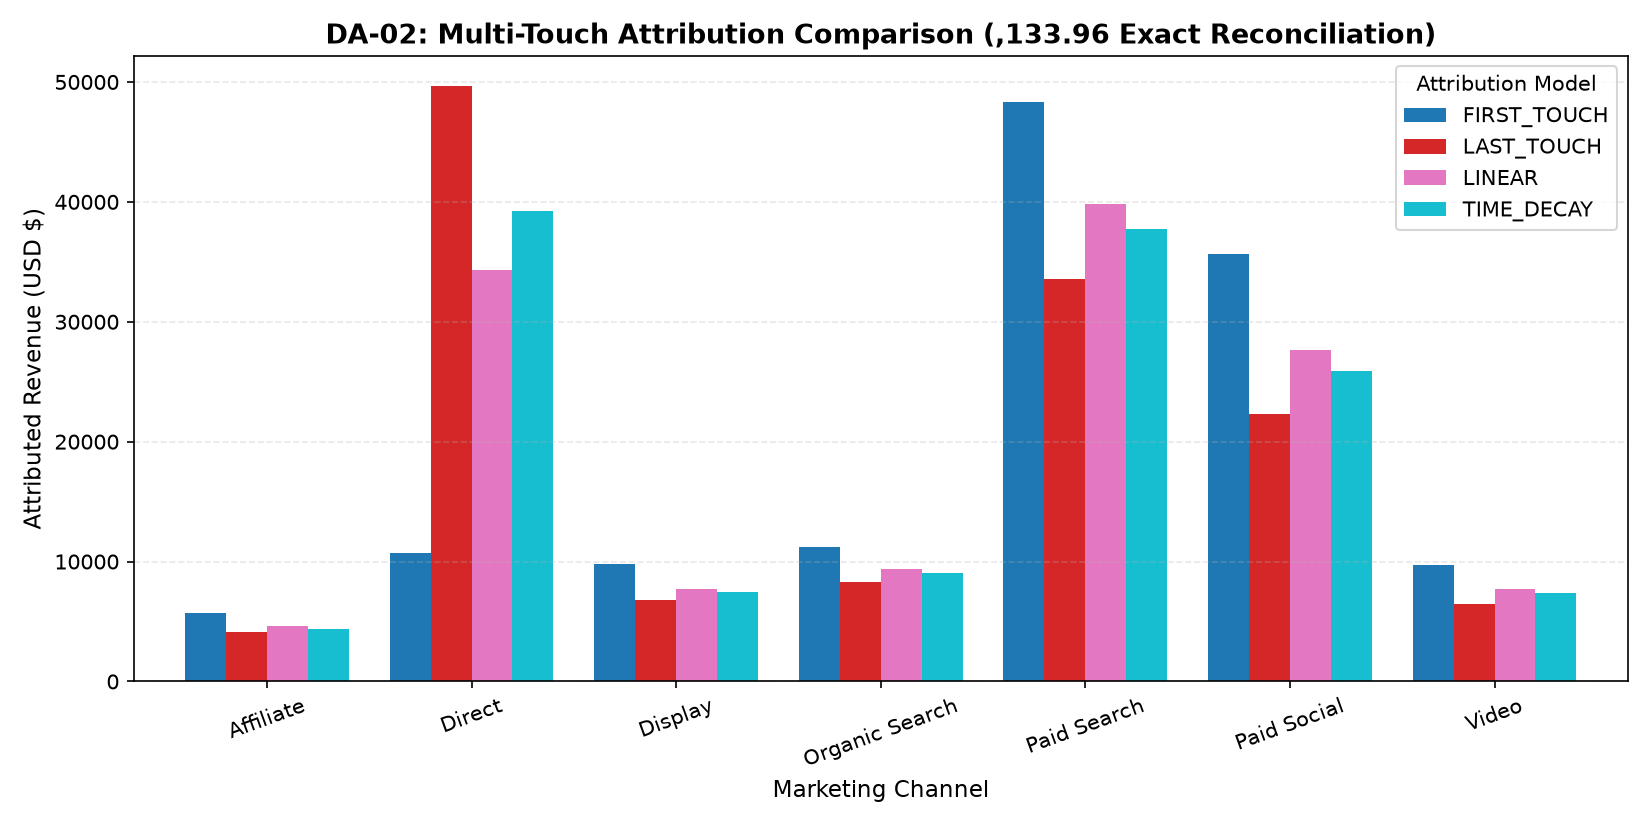 DA-02: Multi-Touch Attribution Comparison (,133.96 Exact Reconciliation)
Attributed Revenue (USD $)
50000
40000
30000
20000
10000
0
Attribution Model
FIRST_TOUCH
LAST_TOUCH
LINEAR
TIME_DECAY
Affiliate
Direct
Display
Organic Search
Paid Search
Paid Social
Video
Marketing Channel